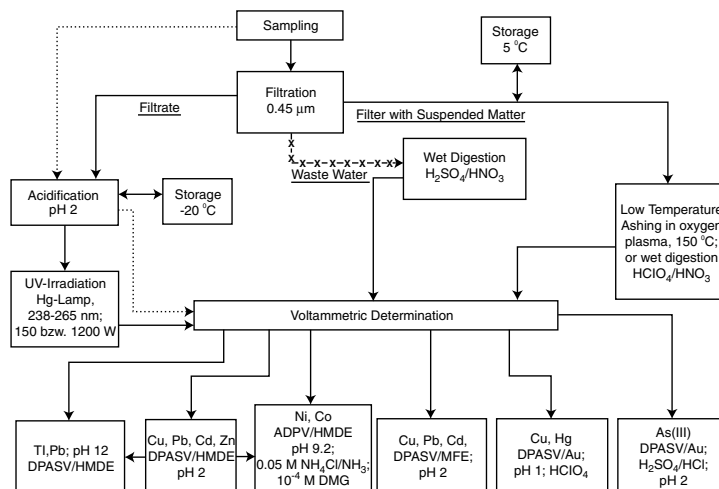 Sampling
Storage
5 °C
Filtration
0.45 µm
Filtrate
Filter with Suspended Matter
Waste Water
Wet Digestion
H₂SO₄/HNO₃
Acidification
pH 2
Storage
-20 °C
Low Temperature
Ashing in oxygen
plasma, 150 °C;
or wet digestion
HClO₄/HNO₃
UV-Irradiation
Hg-Lamp,
238-265 nm;
150 bzw. 1200 W
Voltammetric Determination
TI,Pb; pH 12
DPASV/HMDE
Cu, Pb, Cd, Zn
DPASV/HMDE
pH 2
Ni, Co
ADPV/HMDE
pH 9.2;
0.05 M NH₄Cl/NH₃;
10⁻⁴ M DMG
Cu, Pb, Cd,
DPASV/MFE;
pH 2
Cu, Hg
DPASV/Au;
pH 1; HClO₄
As(III)
DPASV/Au;
H₂SO₄/HCl;
pH 2